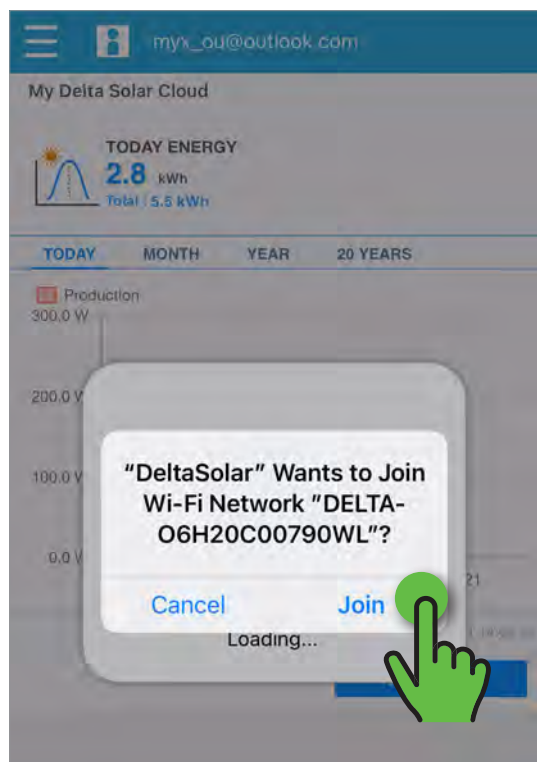 myx_ou@outlook.com
My Delta Solar Cloud
TODAY ENERGY
2.8 kWh
Total : 5.5 kWh
TODAY MONTH YEAR 20 YEARS
Production
300.0 W
200.0 W
100.0 W
"DeltaSolar" Wants to Join
Wi-Fi Network "DELTA-
O6H20C00790WL"?
0.0 W
21
Cancel Join
Loading...